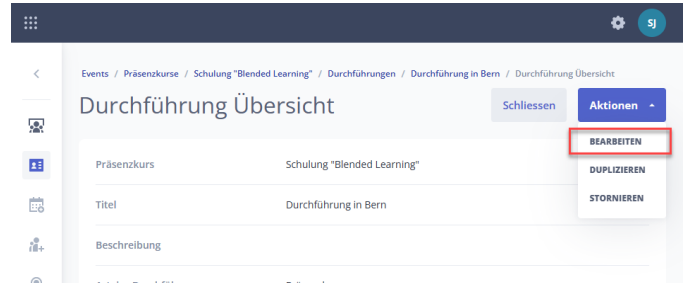 SJ
Events / Präsenzkurse / Schulung "Blended Learning" / Durchführungen / Durchführung in Bern / Durchführung Übersicht
Durchführung Übersicht
Schliessen
Aktionen
BEARBEITEN
DUPLIZIEREN
STORNIEREN
Präsenzkurs Schulung "Blended Learning"
Titel Durchführung in Bern
Beschreibung